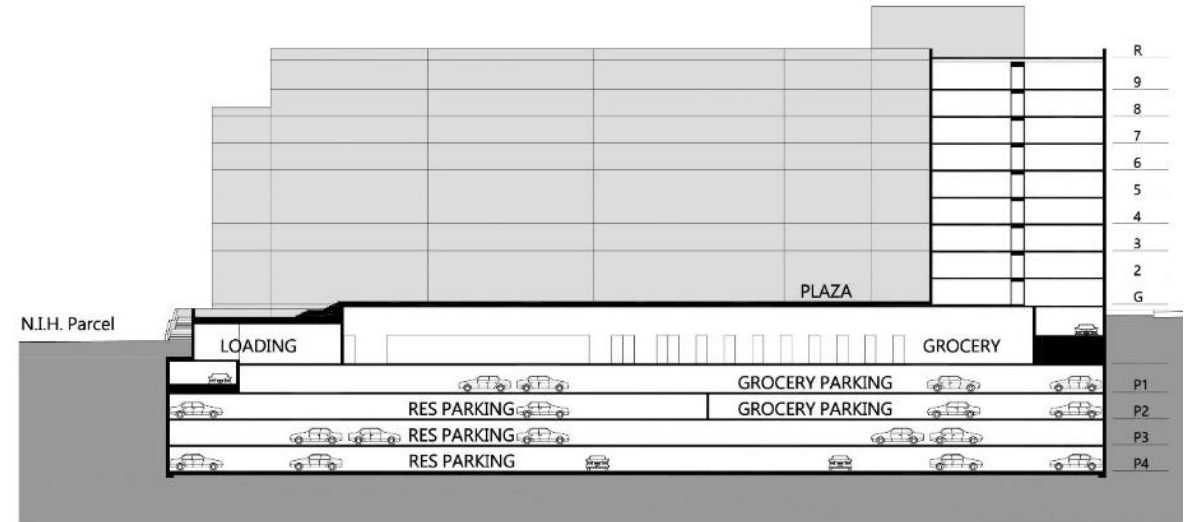 R
9
8
7
6
5
4
3
2
PLAZA
G
N.I.H. Parcel
LOADING
GROCERY
GROCERY PARKING
P1
RES PARKING
GROCERY PARKING
P2
RES PARKING
P3
RES PARKING
P4